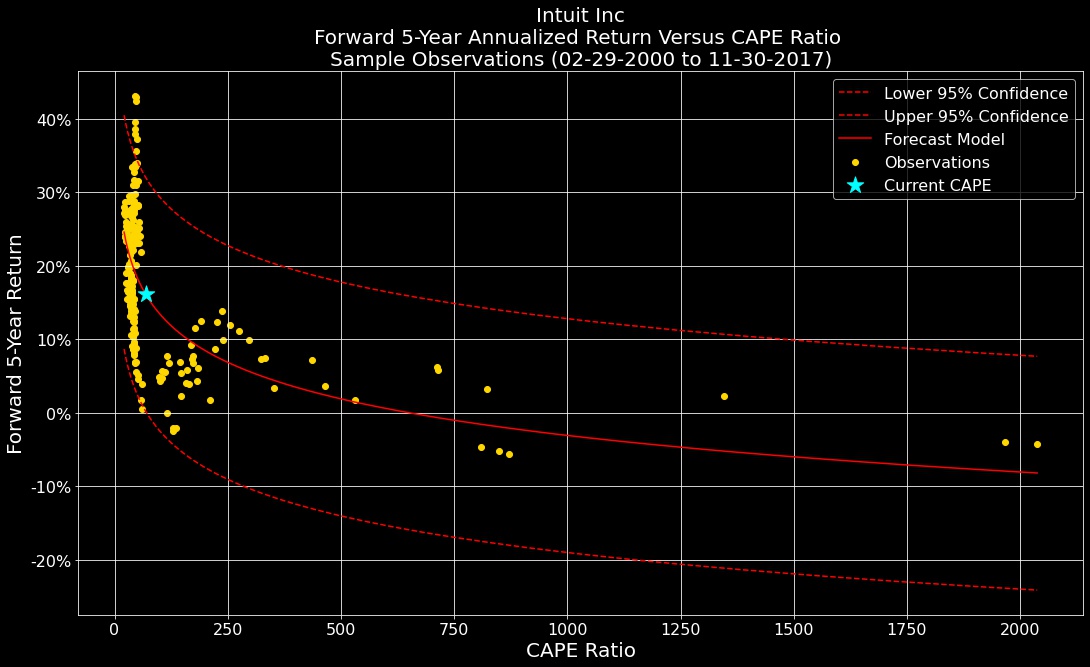 Intuit Inc
Forward 5-Year Annualized Return Versus CAPE Ratio
Sample Observations (02-29-2000 to 11-30-2017)
Lower 95% Confidence
Upper 95% Confidence
Forecast Model
Observations
Current CAPE
Forward 5-Year Return
40%
30%
20%
10%
0%
-10%
-20%
0 250 500 750 1000 1250 1500 1750 2000
CAPE Ratio